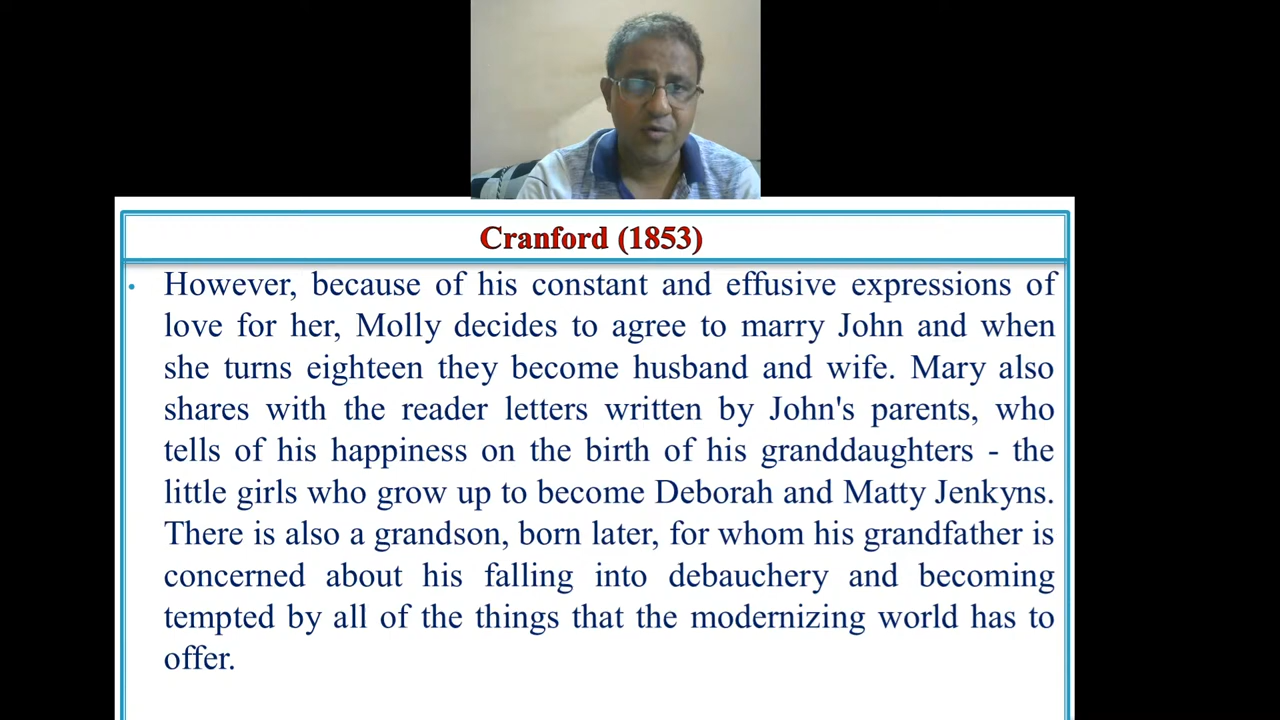 Cranford (1853)
• However, because of his constant and effusive expressions of
love for her, Molly decides to agree to marry John and when
she turns eighteen they become husband and wife. Mary also
shares with the reader letters written by John's parents, who
tells of his happiness on the birth of his granddaughters - the
little girls who grow up to become Deborah and Matty Jenkyns.
There is also a grandson, born later, for whom his grandfather is
concerned about his falling into debauchery and becoming
tempted by all of the things that the modernizing world has to
offer.